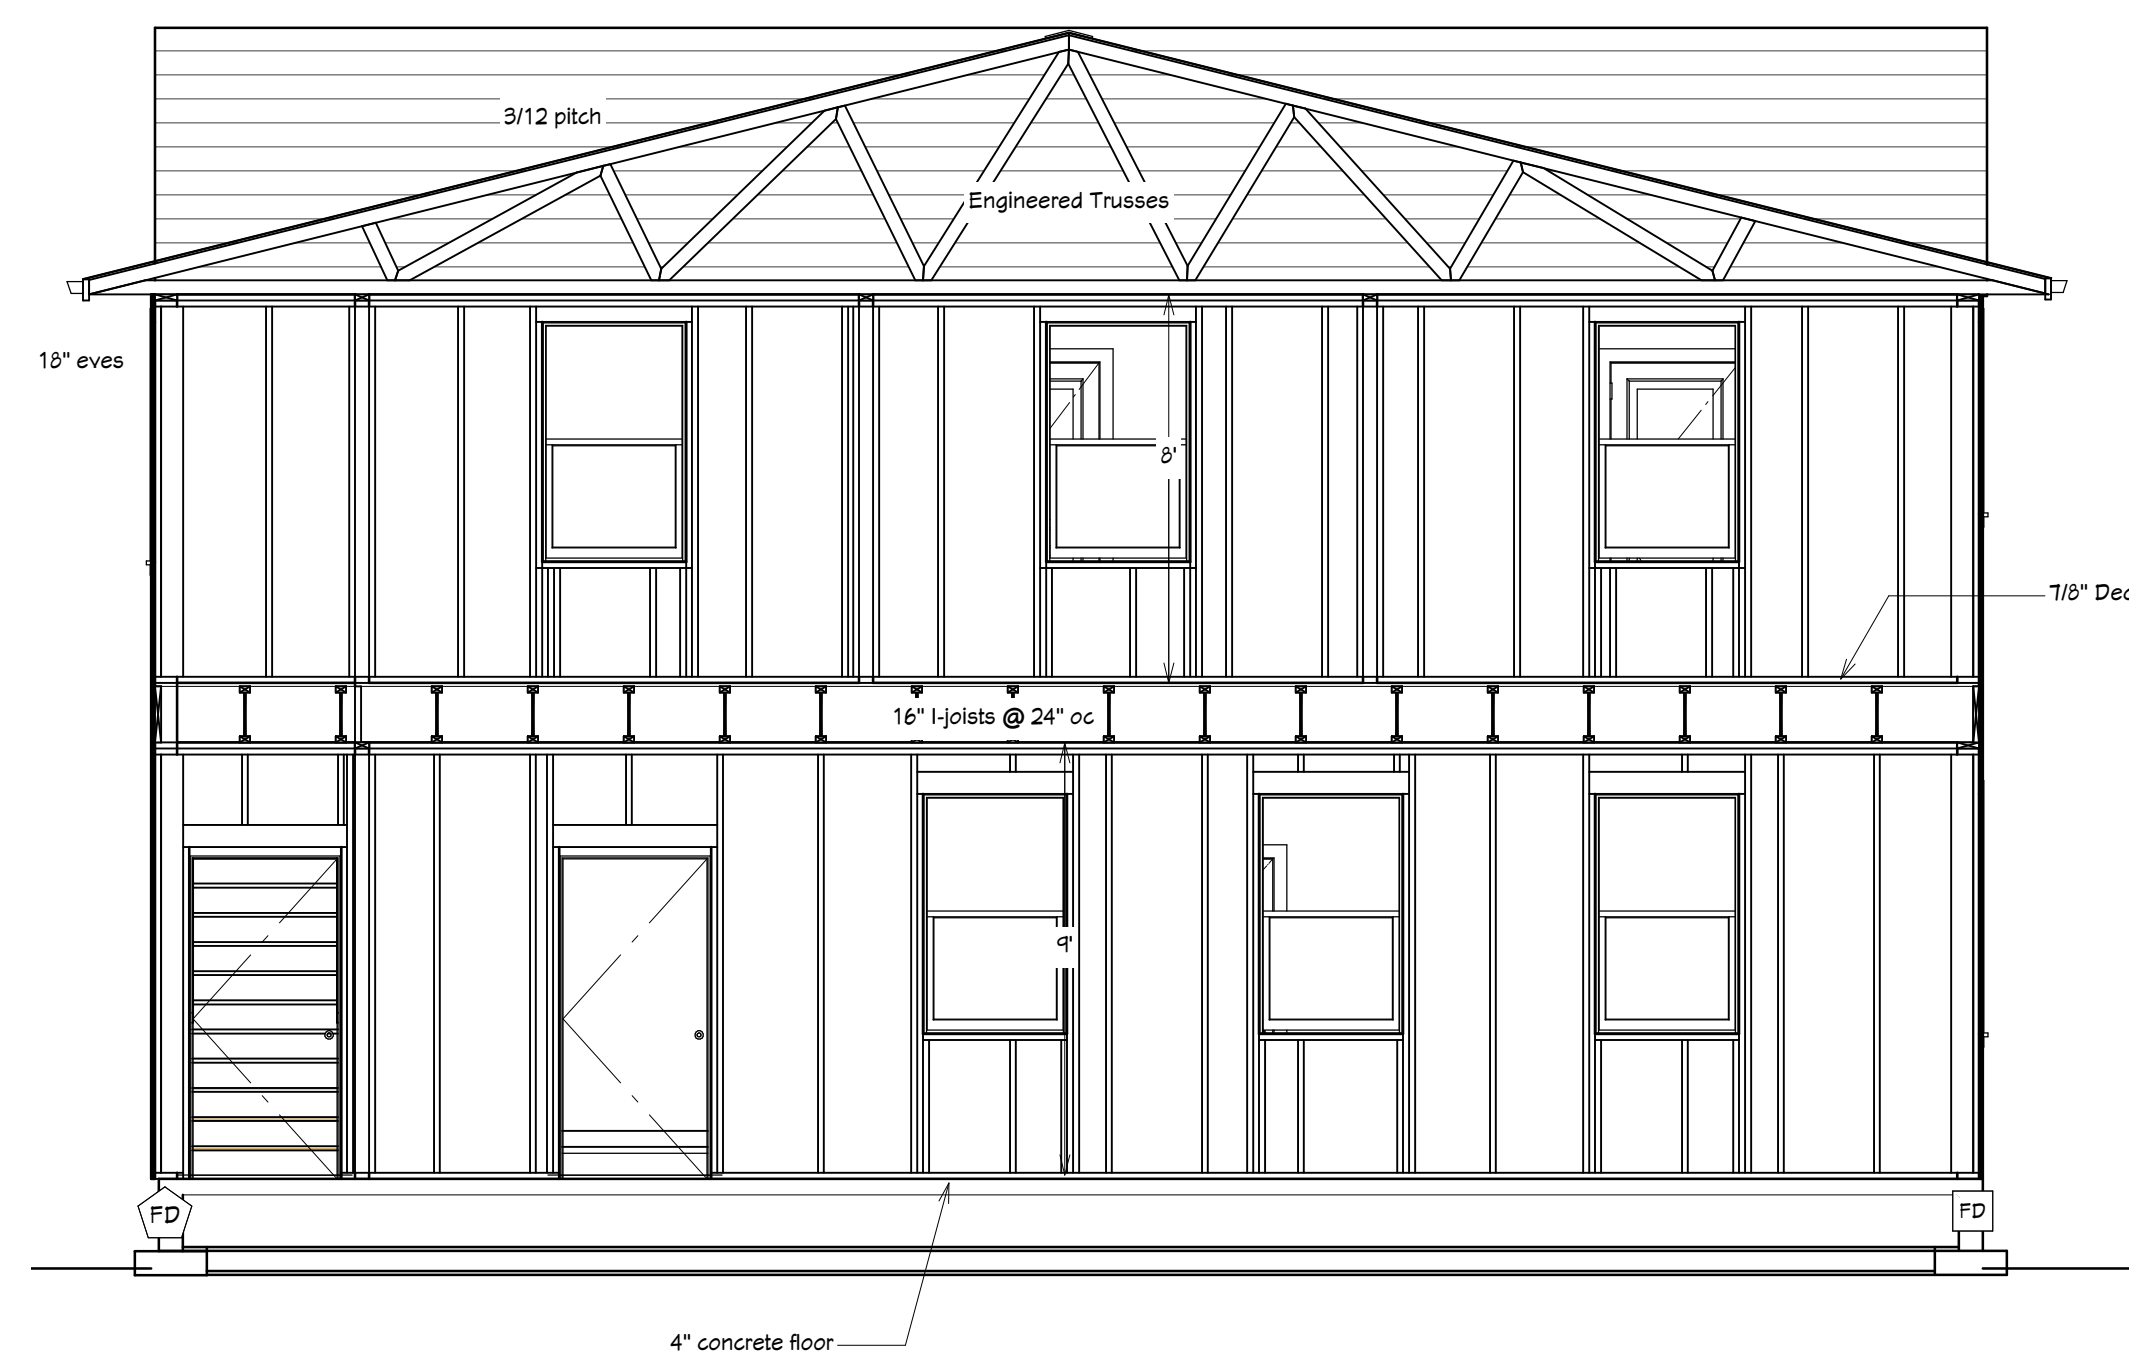 3/12 pitch
Engineered Trusses
18" eves
8'
7/8" Dec
16" I-joists @ 24" oc
9'
FD
FD
4" concrete floor